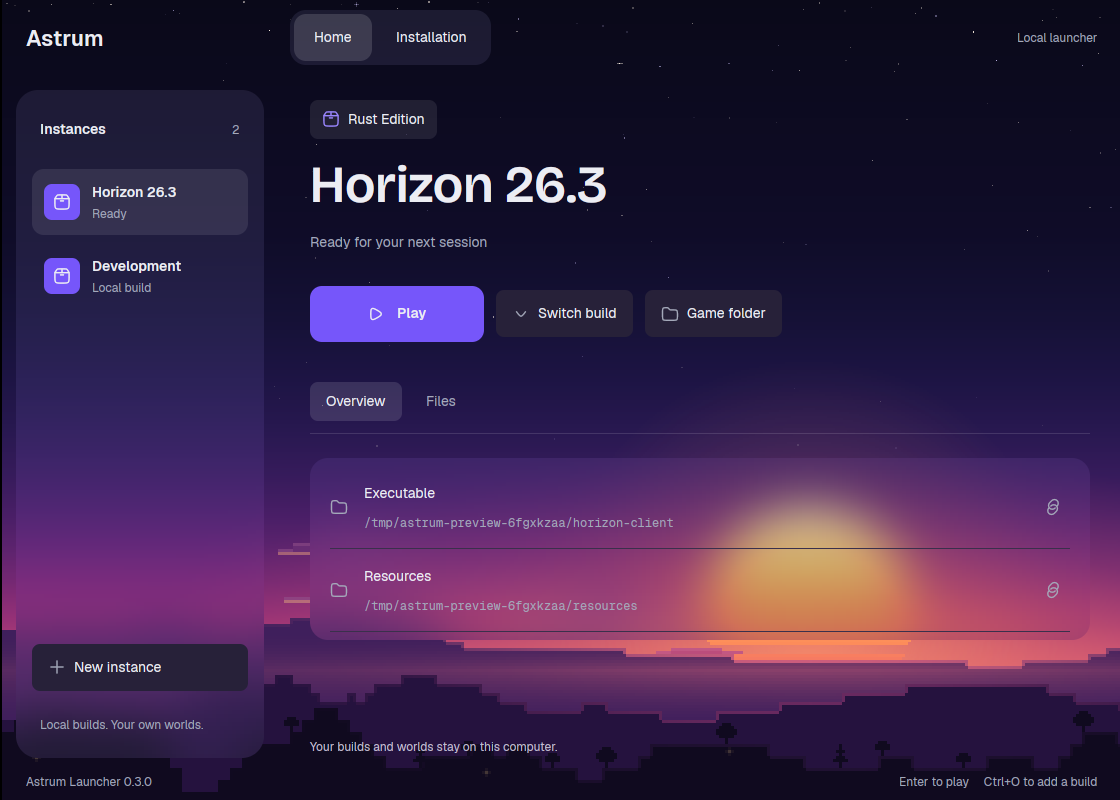 Astrum
Home
Installation
Local launcher
Instances
2
Horizon 26.3
Ready
Development
Local build
New instance
Local builds. Your own worlds.
Rust Edition
Horizon 26.3
Ready for your next session
Play
Switch build
Game folder
Overview
Files
Executable
/tmp/astrum-preview-6fgxkzaa/horizon-client
Resources
/tmp/astrum-preview-6fgxkzaa/resources
Your builds and worlds stay on this computer.
Astrum Launcher 0.3.0
Enter to play
Ctrl+O to add a build